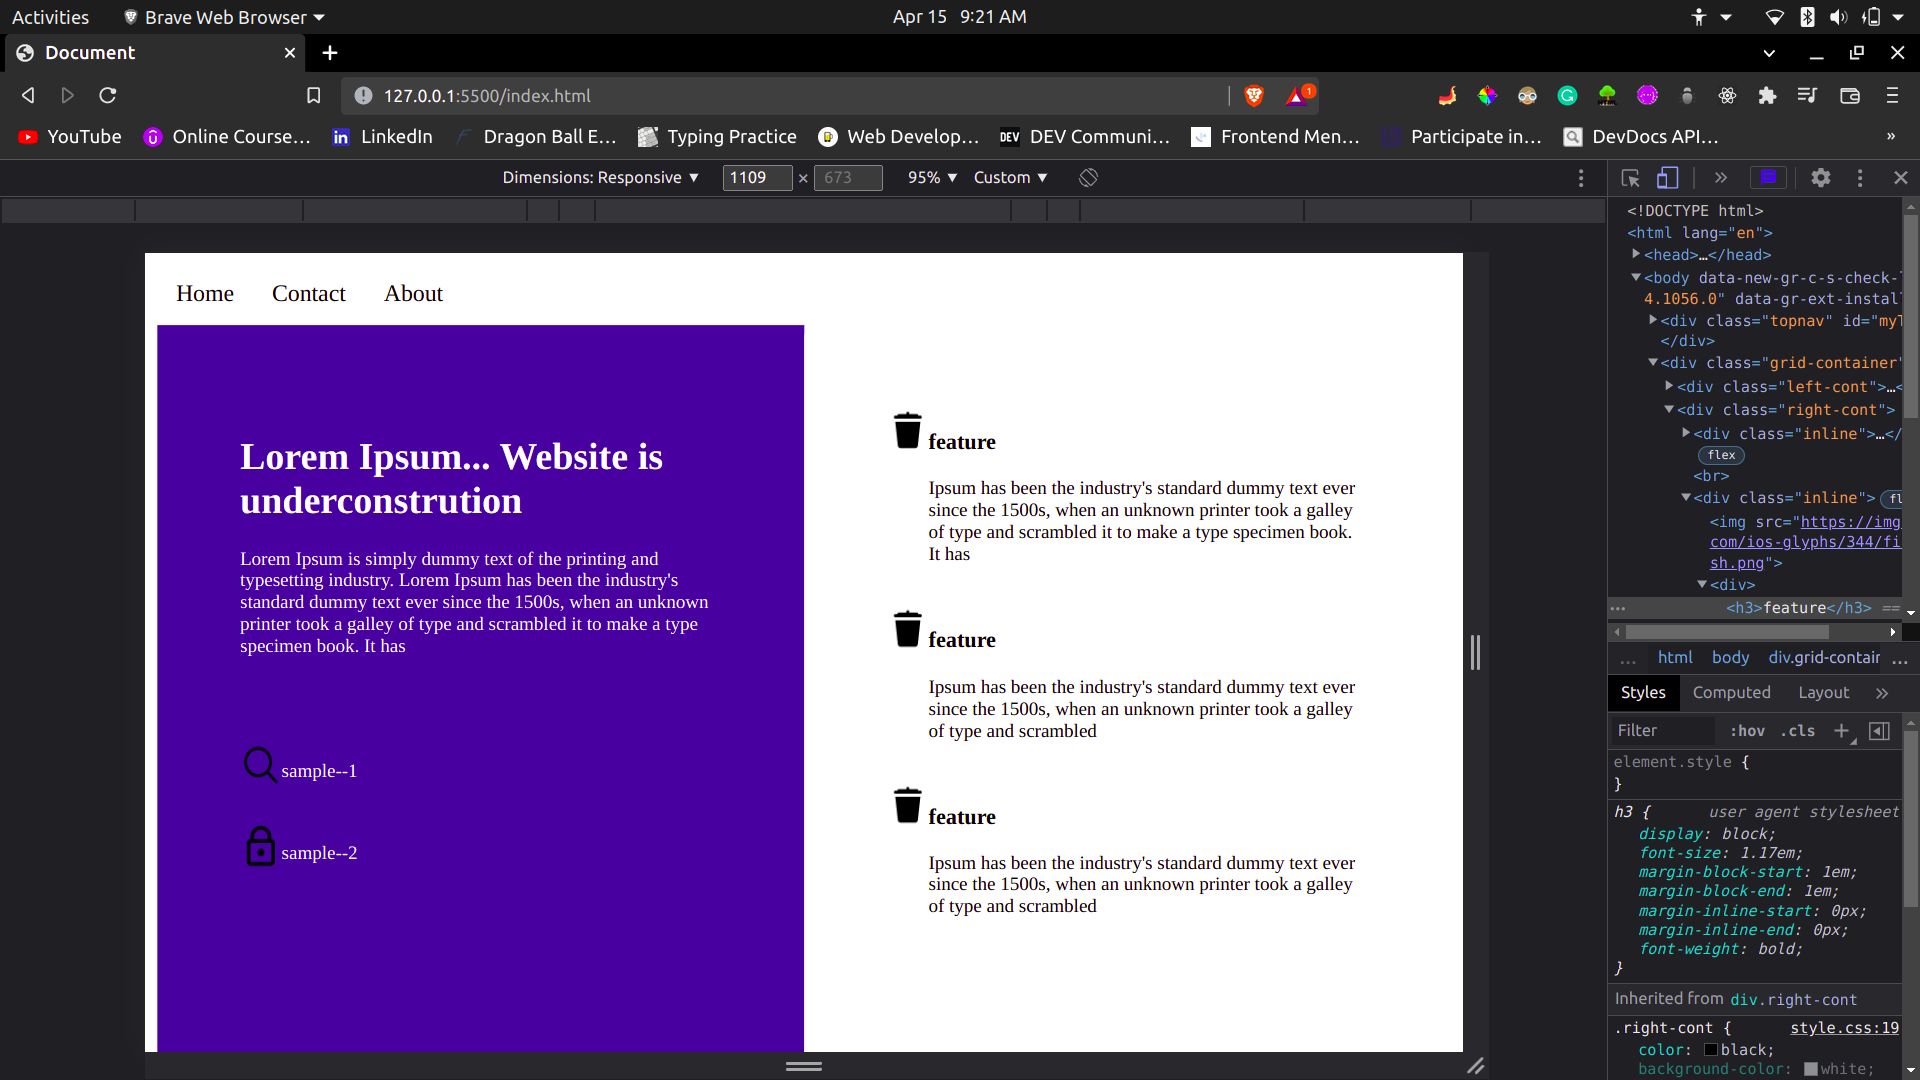 Activities
Brave Web Browser
Apr 15 9:21 AM
Document
127.0.0.1:5500/index.html
1
YouTube
Online Course…
LinkedIn
Dragon Ball E…
Typing Practice
Web Develop…
DEV Communi…
Frontend Men…
Participate in…
DevDocs API…
»
Dimensions: Responsive
1109 × 673
95%
Custom
Home Contact About
Lorem Ipsum... Website is
underconstrution
Lorem Ipsum is simply dummy text of the printing and
typesetting industry. Lorem Ipsum has been the industry's
standard dummy text ever since the 1500s, when an unknown
printer took a galley of type and scrambled it to make a type
specimen book. It has
sample--1
sample--2
feature
Ipsum has been the industry's standard dummy text ever
since the 1500s, when an unknown printer took a galley
of type and scrambled it to make a type specimen book.
It has
feature
Ipsum has been the industry's standard dummy text ever
since the 1500s, when an unknown printer took a galley
of type and scrambled
feature
Ipsum has been the industry's standard dummy text ever
since the 1500s, when an unknown printer took a galley
of type and scrambled
<!DOCTYPE html>
<html lang="en">
<head>…</head>
<body data-new-gr-c-s-check-
4.1056.0" data-gr-ext-instal
<div class="topnav" id="my
</div>
<div class="grid-container"
<div class="left-cont">…<
<div class="right-cont">
<div class="inline">…</
flex
<br>
<div class="inline">
<img src="https://img
com/ios-glyphs/344/fi
sh.png">
<div>
<h3>feature</h3> ==
… html body div.grid-contain …
Styles Computed Layout »
Filter :hov .cls +
element.style {
}
h3 { user agent stylesheet
display: block;
font-size: 1.17em;
margin-block-start: 1em;
margin-block-end: 1em;
margin-inline-start: 0px;
margin-inline-end: 0px;
font-weight: bold;
}
Inherited from div.right-cont
.right-cont { style.css:19
color: black;
background-color: white;